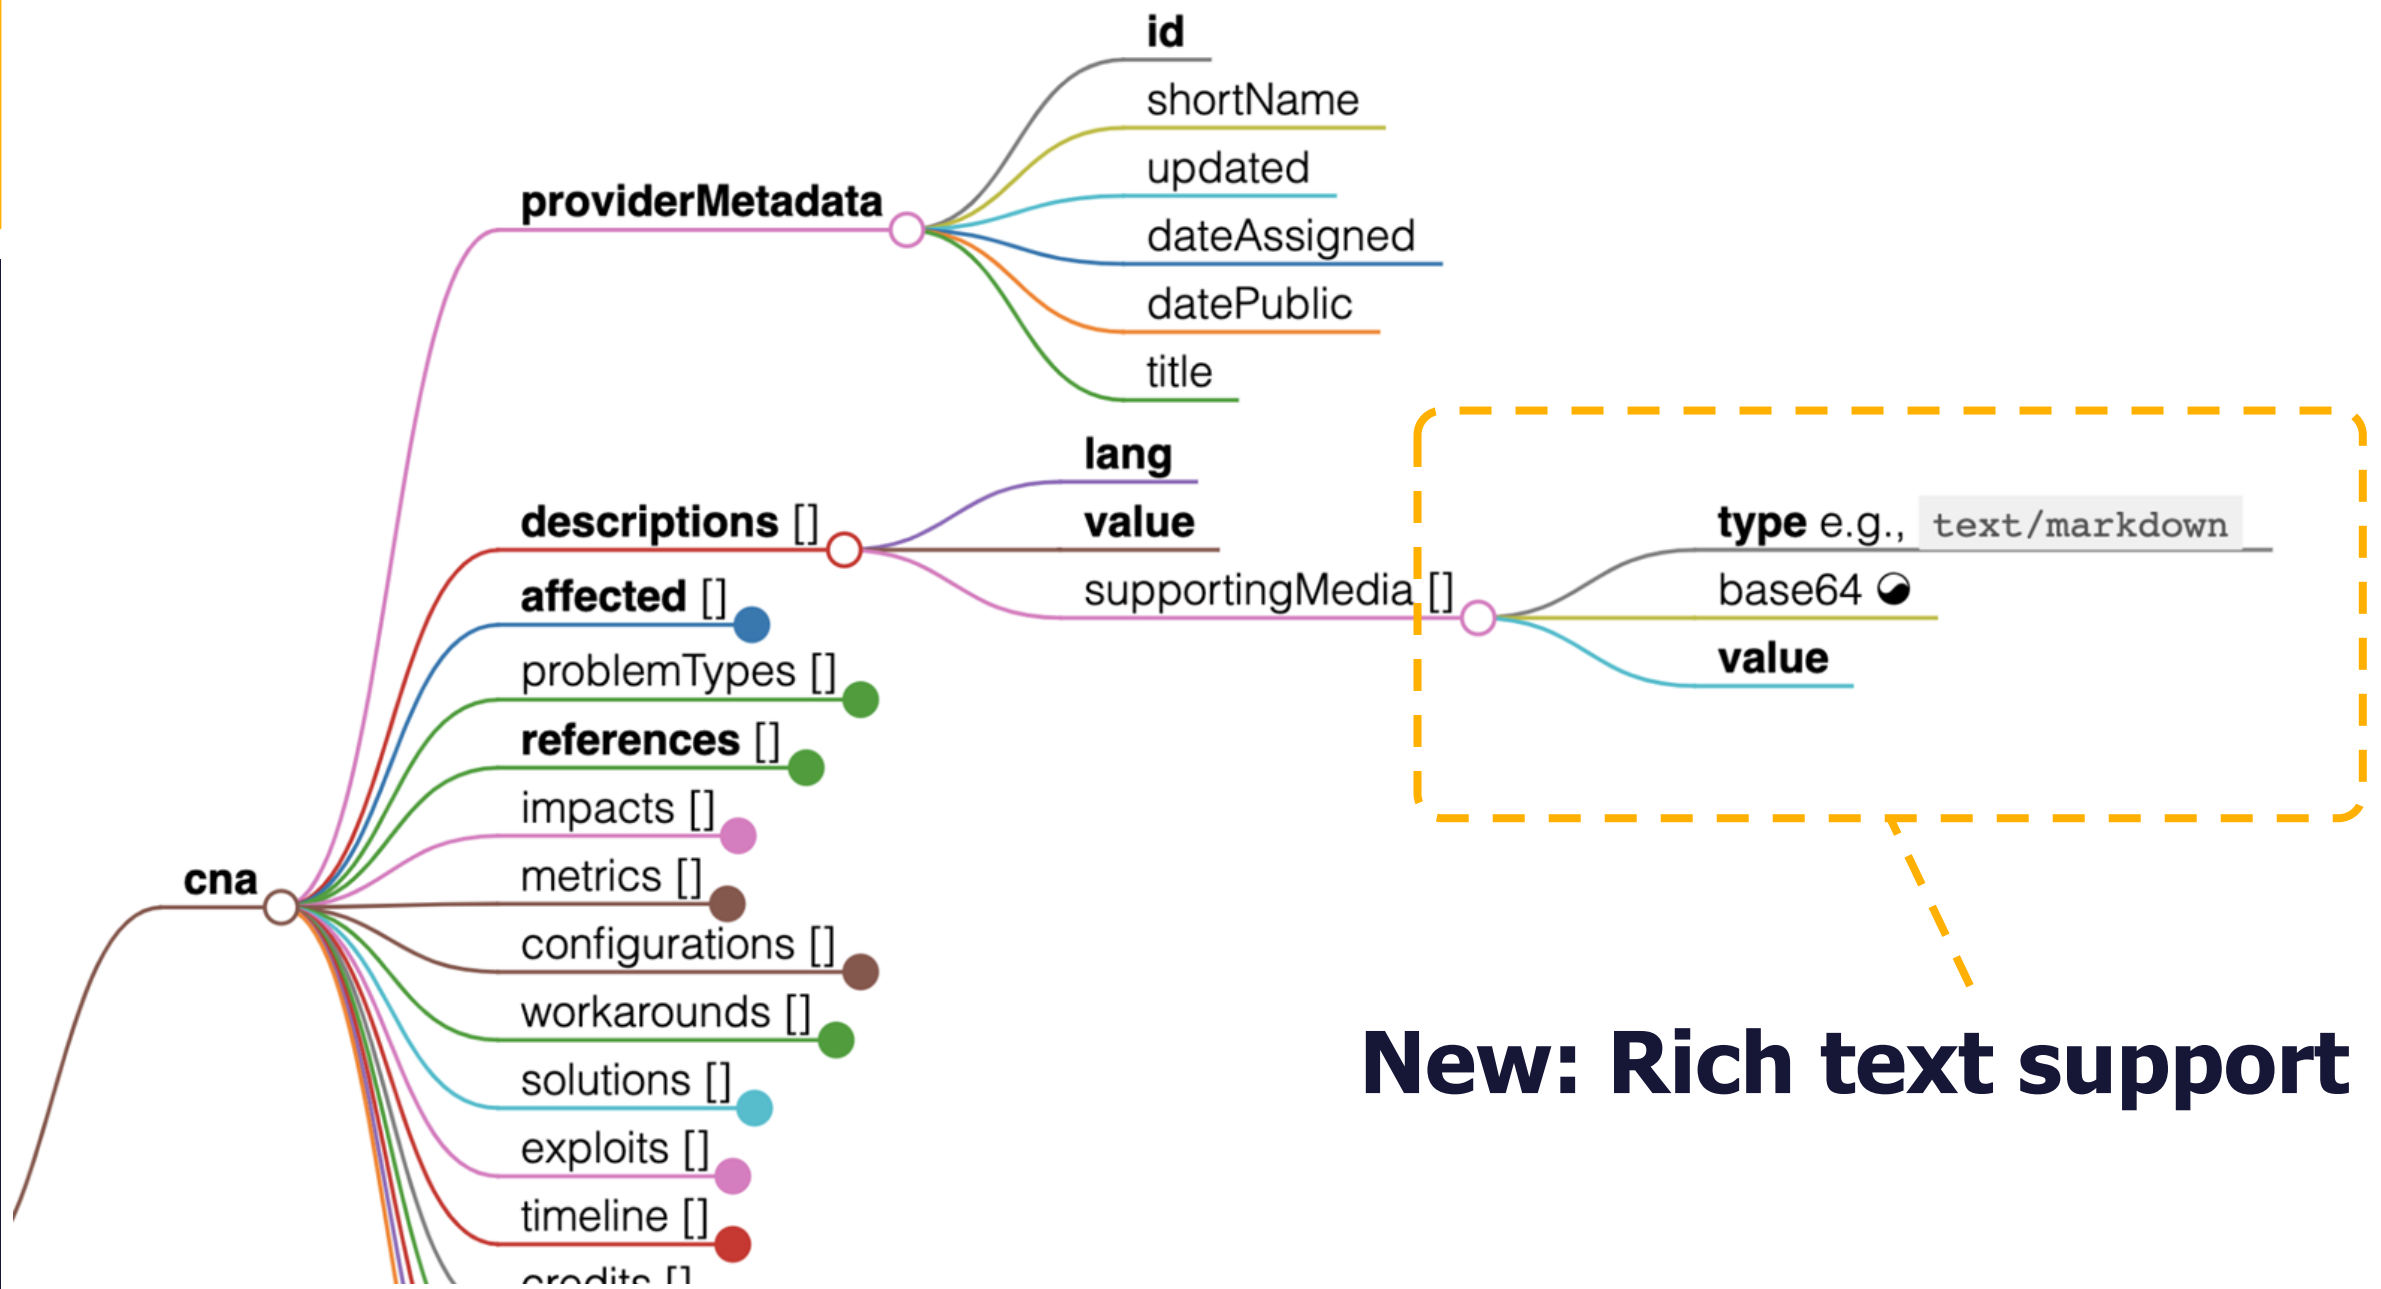 id
shortName
updated
providerMetadata
dateAssigned
datePublic
title
lang
descriptions []
value
type e.g., text/markdown
supportingMedia []
base64
value
affected []
problemTypes []
references []
impacts []
cna
metrics []
configurations []
workarounds []
solutions []
exploits []
timeline []
credits []
New: Rich text support